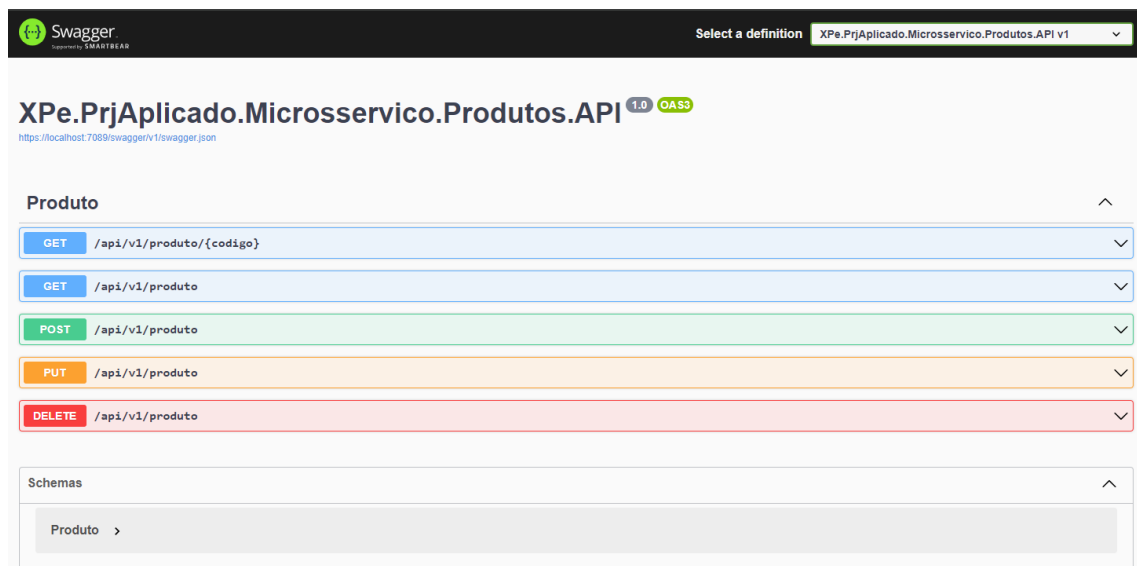 Swagger.
Supported by SMARTBEAR
Select a definition
XPe.PrjAplicado.Microsservico.Produtos.API v1
XPe.PrjAplicado.Microsservico.Produtos.API 1.0 OAS3
https://localhost:7089/swagger/v1/swagger.json
Produto
GET /api/v1/produto/{codigo}
GET /api/v1/produto
POST /api/v1/produto
PUT /api/v1/produto
DELETE /api/v1/produto
Schemas
Produto